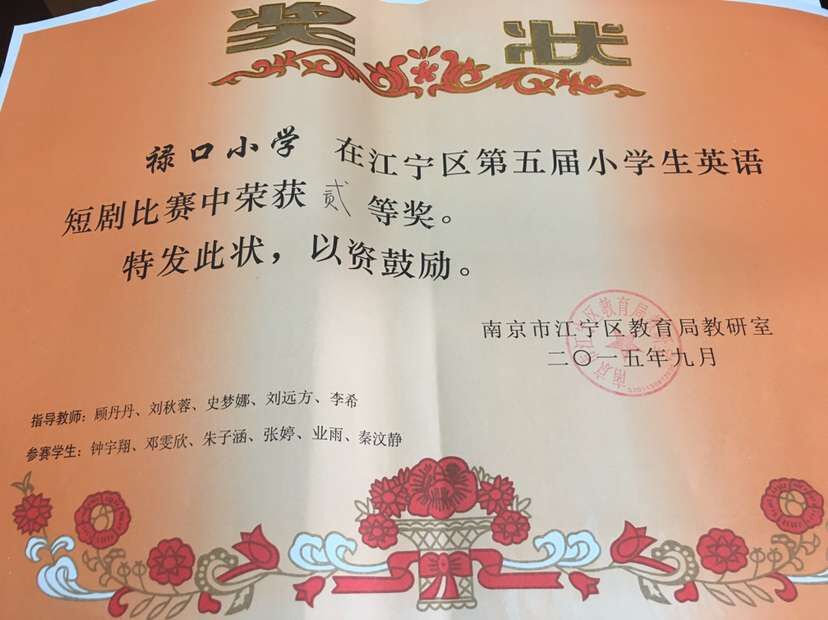 奖状
禄口小学 在江宁区第五届小学生英语
短剧比赛中荣获 贰 等奖。
特发此状，以资鼓励。
南京市江宁区教育局教研室
二〇一五年九月
指导教师：顾丹丹、刘秋蓉、史梦娜、刘远方、李希
参赛学生：钟宇翔、邓雯欣、朱子涵、张婷、业雨、秦汶静